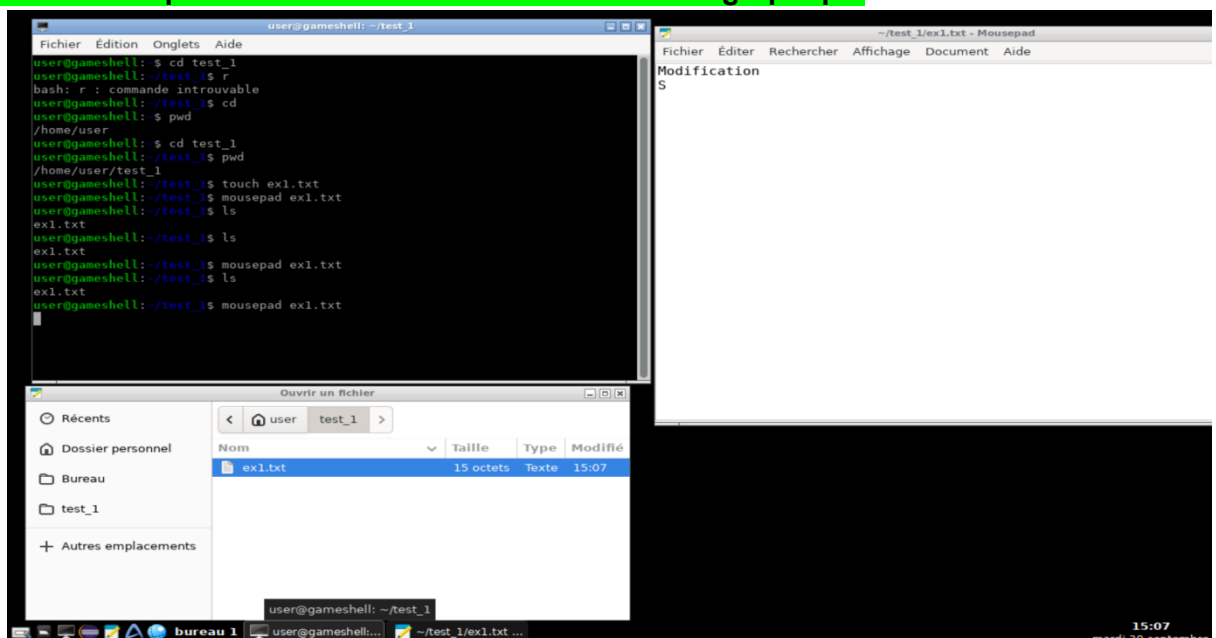 user@gameshell: ~/test_1
Fichier Édition Onglets Aide
user@gameshell:~$ cd test_1
user@gameshell:~/test_1$ r
bash: r : commande introuvable
user@gameshell:~/test_1$ cd
user@gameshell:~$ pwd
/home/user
user@gameshell:~$ cd test_1
user@gameshell:~/test_1$ pwd
/home/user/test_1
user@gameshell:~/test_1$ touch ex1.txt
user@gameshell:~/test_1$ mousepad ex1.txt
user@gameshell:~/test_1$ ls
ex1.txt
user@gameshell:~/test_1$ ls
ex1.txt
user@gameshell:~/test_1$ mousepad ex1.txt
user@gameshell:~/test_1$ ls
ex1.txt
user@gameshell:~/test_1$ mousepad ex1.txt
~/test_1/ex1.txt - Mousepad
Fichier Éditer Rechercher Affichage Document Aide
Modification
S
Ouvrir un fichier
Récents
Dossier personnel
Bureau
test_1
Autres emplacements
user test_1
Nom Taille Type Modifié
ex1.txt 15 octets Texte 15:07
user@gameshell: ~/test_1
bureau 1 user@gameshell:... ~/test_1/ex1.txt ...
15:07